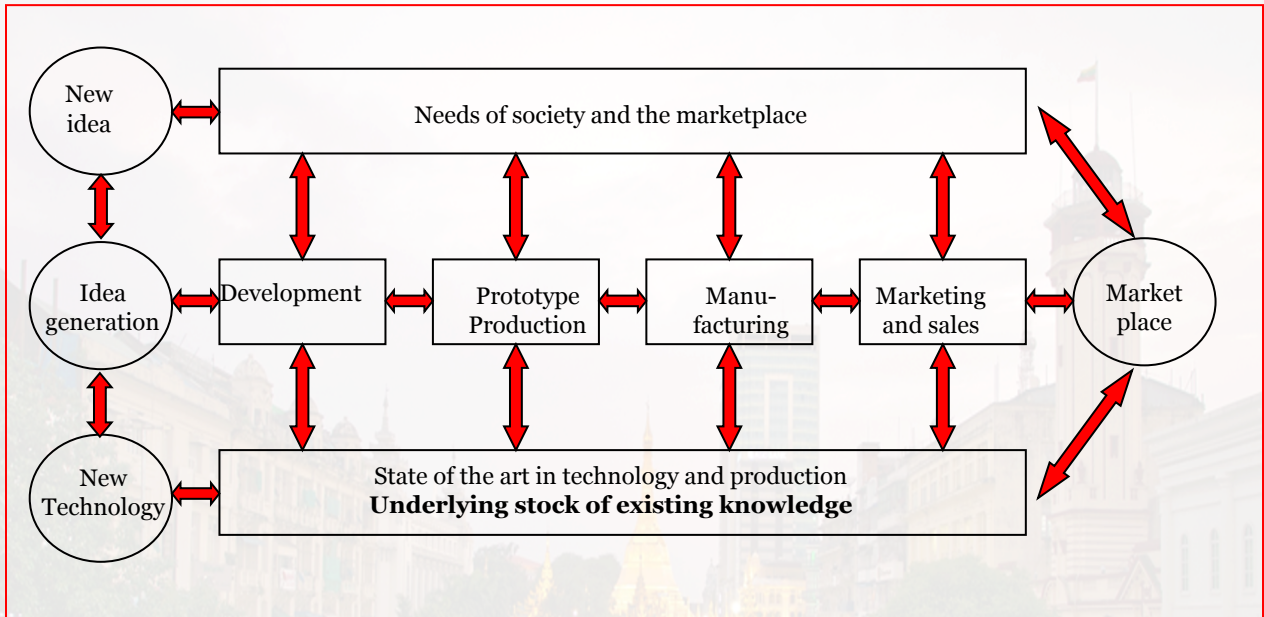 New
idea
Needs of society and the marketplace
Idea
generation
Development
Prototype
Production
Manu-
facturing
Marketing
and sales
Market
place
New
Technology
State of the art in technology and production
Underlying stock of existing knowledge